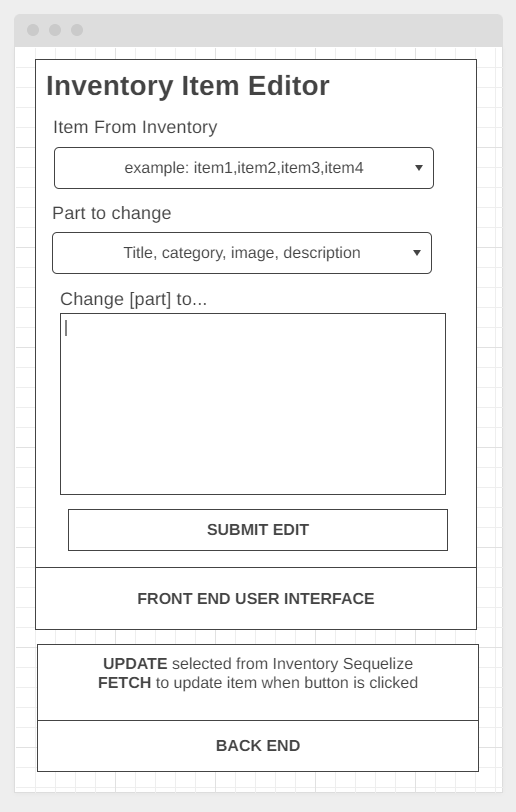 Inventory Item Editor
Item From Inventory
example: item1,item2,item3,item4
Part to change
Title, category, image, description
Change [part] to...
SUBMIT EDIT
FRONT END USER INTERFACE
UPDATE selected from Inventory Sequelize
FETCH to update item when button is clicked
BACK END